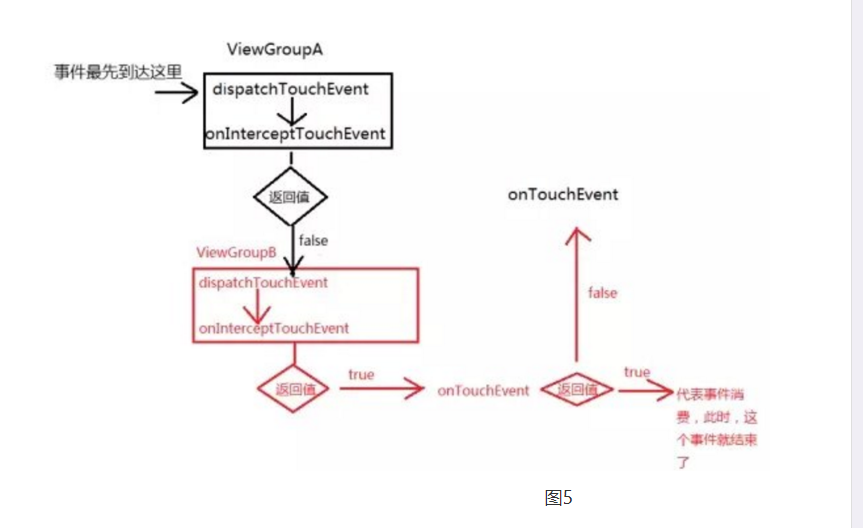 ViewGroupA
事件最先到达这里
dispatchTouchEvent
onInterceptTouchEvent
返回值
false
onTouchEvent
ViewGroupB
dispatchTouchEvent
onInterceptTouchEvent
false
返回值
true
onTouchEvent
返回值
true
代表事件消
费，此时，这
个事件就结束
了
图5